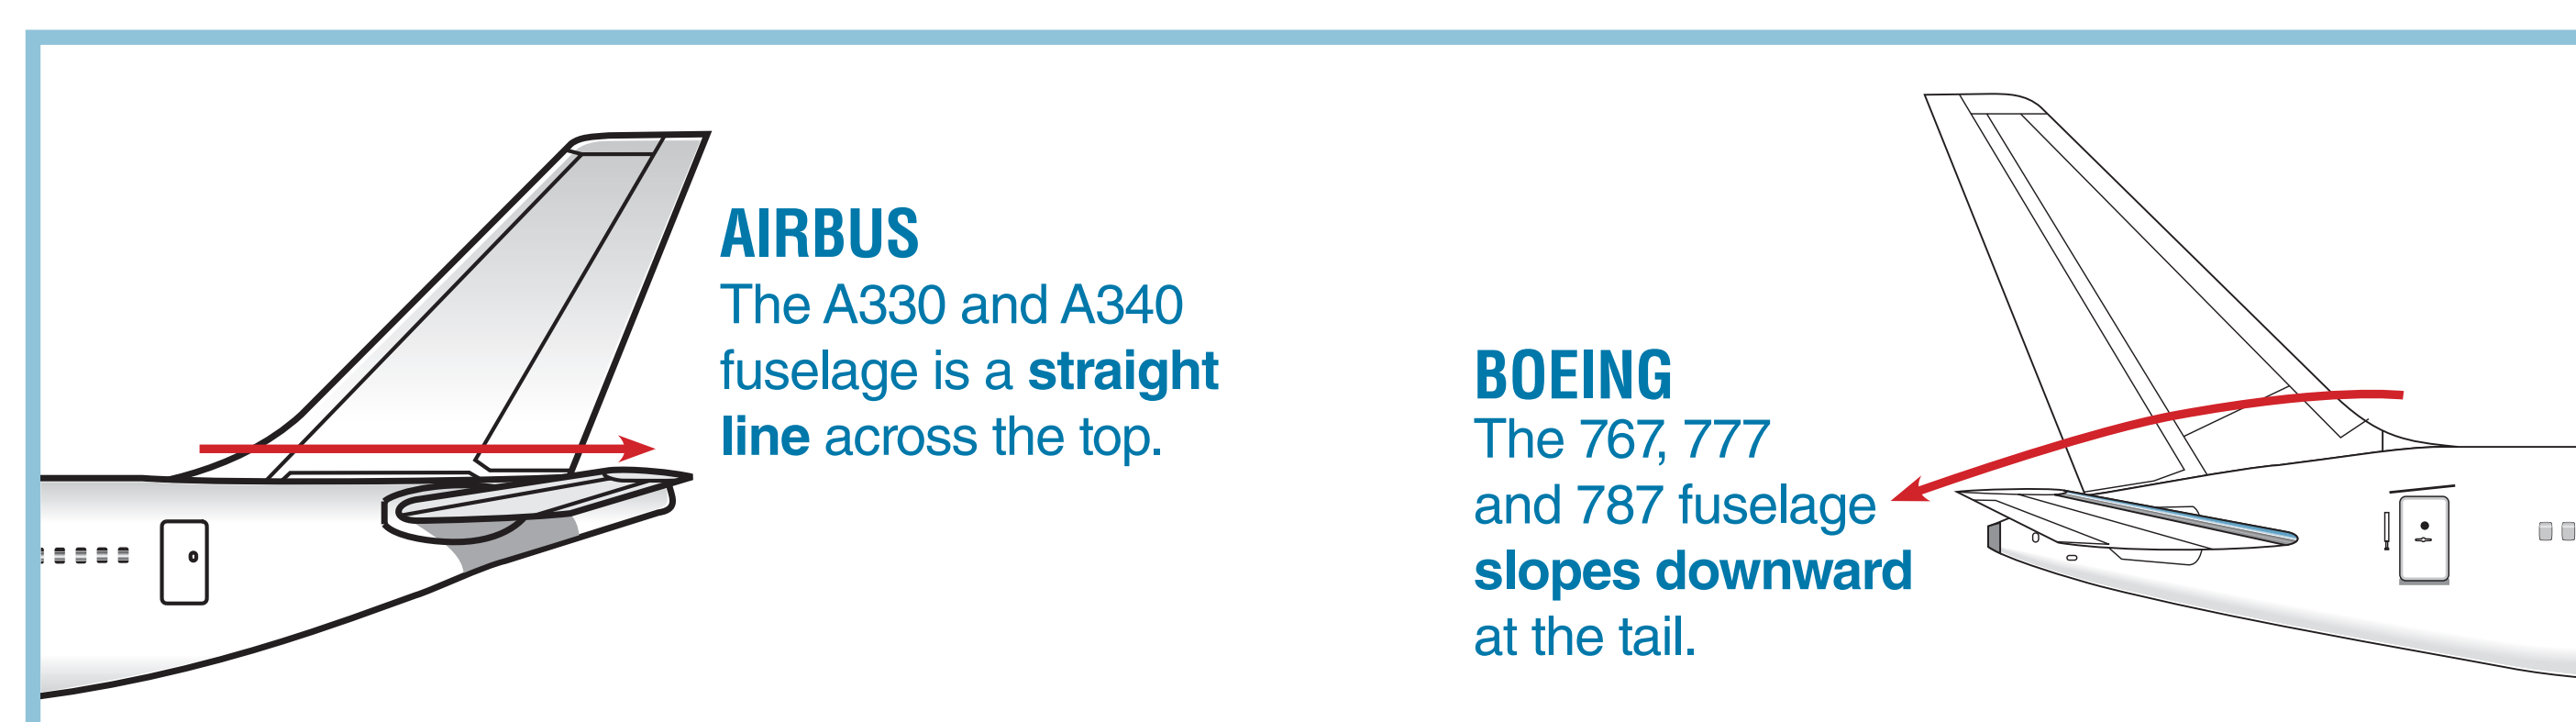 AIRBUS
The A330 and A340
fuselage is a straight
line across the top.
BOEING
The 767, 777
and 787 fuselage
slopes downward
at the tail.